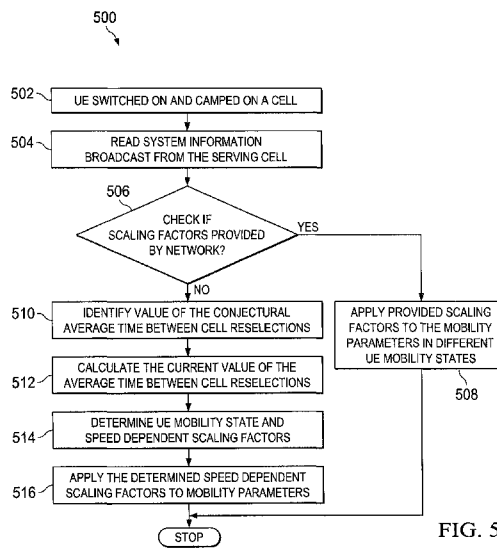 500
502
UE SWITCHED ON AND CAMPED ON A CELL
504
READ SYSTEM INFORMATION
BROADCAST FROM THE SERVING CELL
506
CHECK IF
SCALING FACTORS PROVIDED
BY NETWORK?
YES
NO
510
IDENTIFY VALUE OF THE CONJECTURAL
AVERAGE TIME BETWEEN CELL RESELECTIONS
APPLY PROVIDED SCALING
FACTORS TO THE MOBILITY
PARAMETERS IN DIFFERENT
UE MOBILITY STATES
508
512
CALCULATE THE CURRENT VALUE OF THE
AVERAGE TIME BETWEEN CELL RESELECTIONS
514
DETERMINE UE MOBILITY STATE AND
SPEED DEPENDENT SCALING FACTORS
516
APPLY THE DETERMINED SPEED DEPENDENT
SCALING FACTORS TO MOBILITY PARAMETERS
STOP
FIG. 5